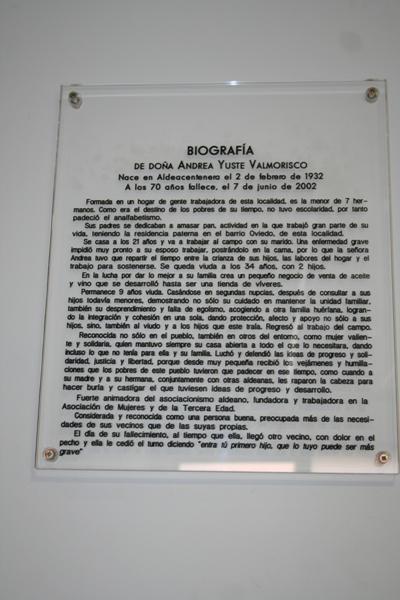 BIOGRAFÍA
DE DOÑA ANDREA YUSTE VALMORISCO
Nace en Aldeacentenera el 2 de febrero de 1932
A los 70 años fallece, el 7 de junio de 2002
Formada en un hogar de gente trabajadora de esta localidad, es la menor de 7 her-
manos. Como era el destino de los pobres de su tiempo, no tuvo escolaridad, por tanto
padeció el analfabetismo.
Sus padres se dedicaban a amasar pan, actividad en la que trabajó gran parte de su
vida, teniendo la residencia paterna en el barrio Oviedo, de esta localidad.
Se casa a los 21 años y va a trabajar al campo con su marido. Una enfermedad grave
impidió muy pronto a su esposo trabajar, postrándolo en la cama, por lo que la señora
Andrea tuvo que repartir el tiempo entre la crianza de sus hijos, las labores del hogar y el
trabajo para sostenerse. Se queda viuda a los 34 años, con 2 hijos.
En la lucha por dar lo mejor a su familia crea un pequeño negocio de venta de aceite
y vino que se desarrolló hasta ser una tienda de víveres.
Permanece 9 años viuda. Casándose en segundas nupcias, después de consultar a sus
hijos todavía menores, demostrando no sólo su cuidado en mantener la unidad familiar,
también su desprendimiento y falta de egoísmo, acogiendo a otra familia huérfana, logran-
do la integración y cohesión en una sola, dando protección, afecto y apoyo no sólo a sus
hijos, sino, también al viudo y a los hijos que este traía. Regresó al trabajo del campo.
Reconocida no sólo en el pueblo, también en otros del entorno, como mujer valien-
te y solidaria, quien mantuvo siempre su casa abierta a todo el que lo necesitara, dando
incluso lo que no tenía para ella y su familia. Luchó y defendió las ideas de progreso y soli-
daridad, justicia y libertad, porque desde muy pequeña recibió los vejámenes y humilla-
ciones que los pobres de este pueblo tuvieron que padecer en ese tiempo, como cuando a
su madre y a su hermana, conjuntamente con otras aldeanas, les raparon la cabeza para
hacer burla y castigar el que tuviesen ideas de progreso y desarrollo.
Fuerte animadora del asociacionismo aldeano, fundadora y trabajadora en la
Asociación de Mujeres y de la Tercera Edad.
Considerada y reconocida como una persona buena, preocupada más de las necesi-
dades de sus vecinos que de las suyas propias.
El día de su fallecimiento, al tiempo que ella, llegó otro vecino, con dolor en el
pecho y ella le cedió el turno diciendo "entra tú primero hijo, que lo tuyo puede ser más
grave"